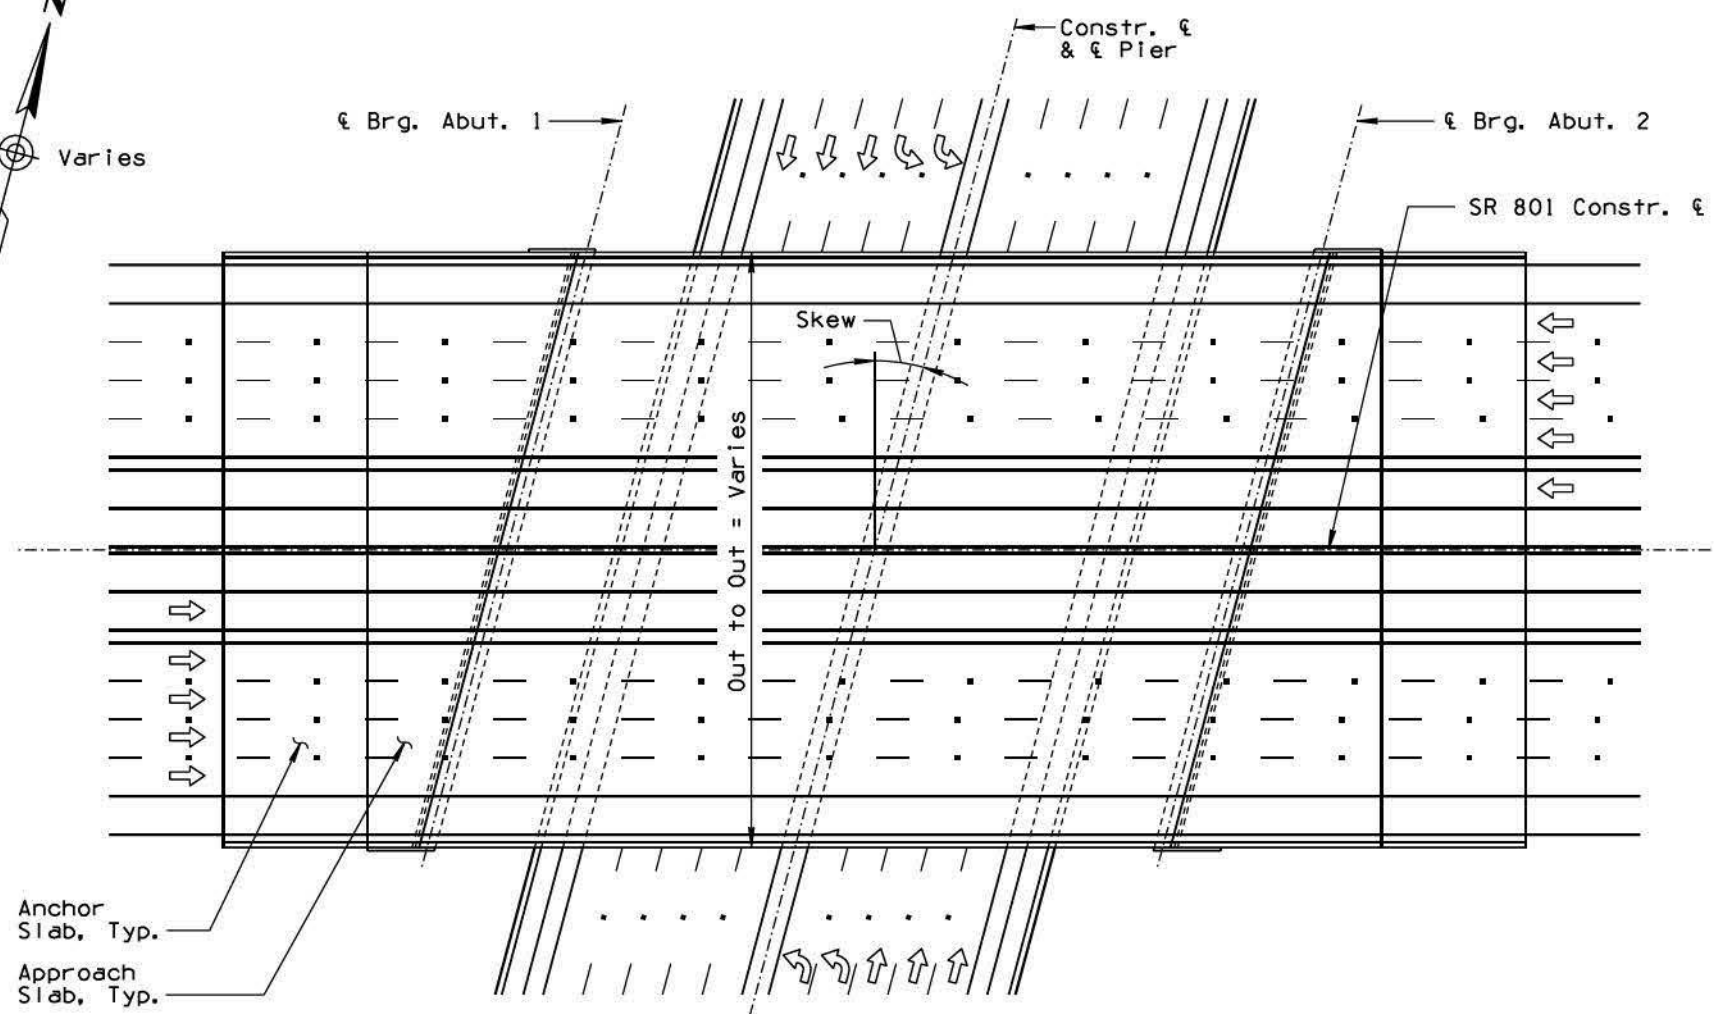 N
Constr. ℄
& ℄ Pier
℄ Brg. Abut. 1
℄ Brg. Abut. 2
Varies
SR 801 Constr. ℄
Skew
Out to Out = Varies
Anchor
Slab, Typ.
Approach
Slab, Typ.